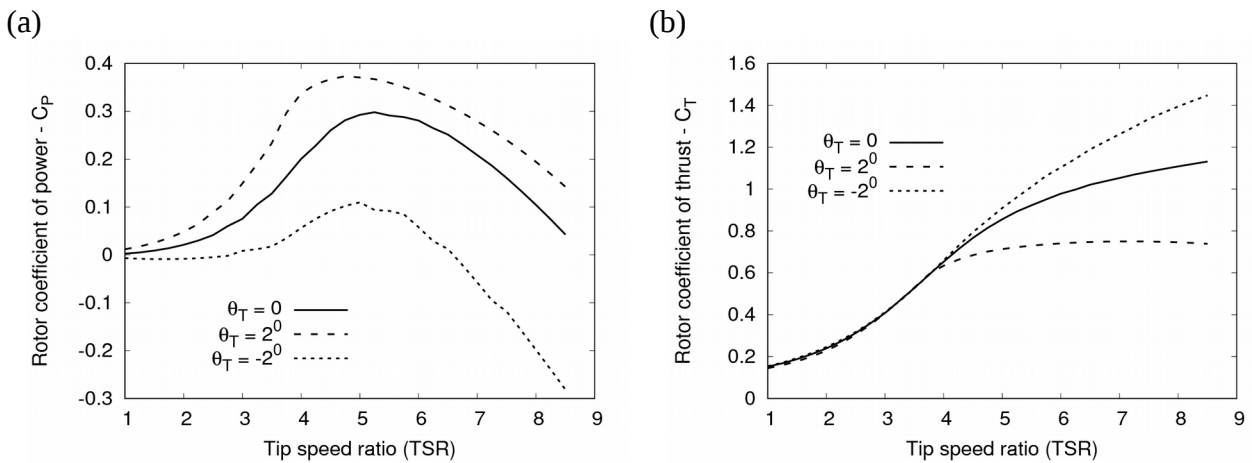 (a)
0.4
0.3
0.2
0.1
0
-0.1
-0.2
-0.3
1 2 3 4 5 6 7 8 9
Rotor coefficient of power - C_P
Tip speed ratio (TSR)
θ_T = 0
θ_T = 2^0
θ_T = -2^0
(b)
1.6
1.4
1.2
1
0.8
0.6
0.4
0.2
0
1 2 3 4 5 6 7 8 9
Rotor coefficient of thrust - C_T
Tip speed ratio (TSR)
θ_T = 0
θ_T = 2^0
θ_T = -2^0